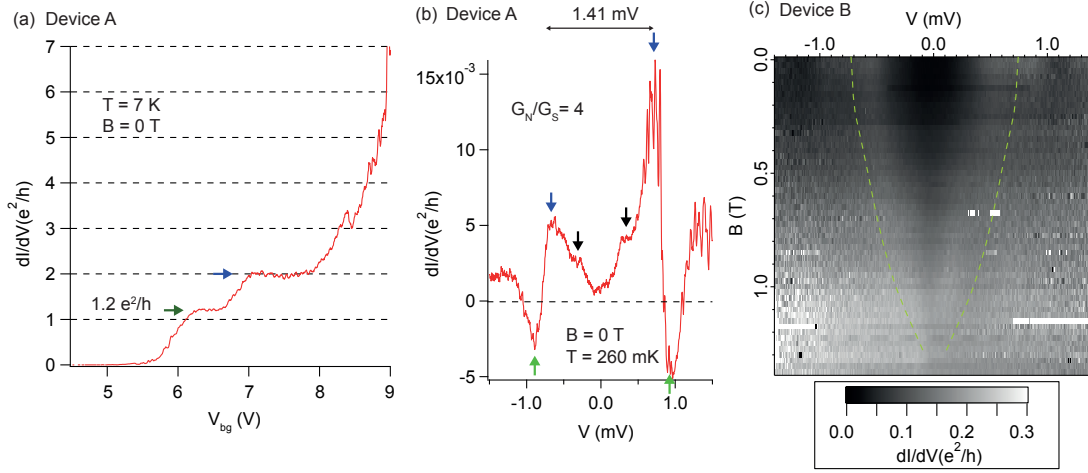 (a) Device A
7
6
5
4
3
2
1
0
dI/dV(e²/h)
T = 7 K
B = 0 T
1.2 e²/h
5
6
7
8
9
V_bg (V)
(b) Device A
1.41 mV
15x10⁻³
10
5
0
-5
dI/dV(e²/h)
G_N/G_S = 4
B = 0 T
T = 260 mK
-1.0
0.0
1.0
V (mV)
(c) Device B
V (mV)
-1.0
0.0
1.0
0.0
0.5
1.0
B (T)
0.0
0.1
0.2
0.3
dI/dV(e²/h)